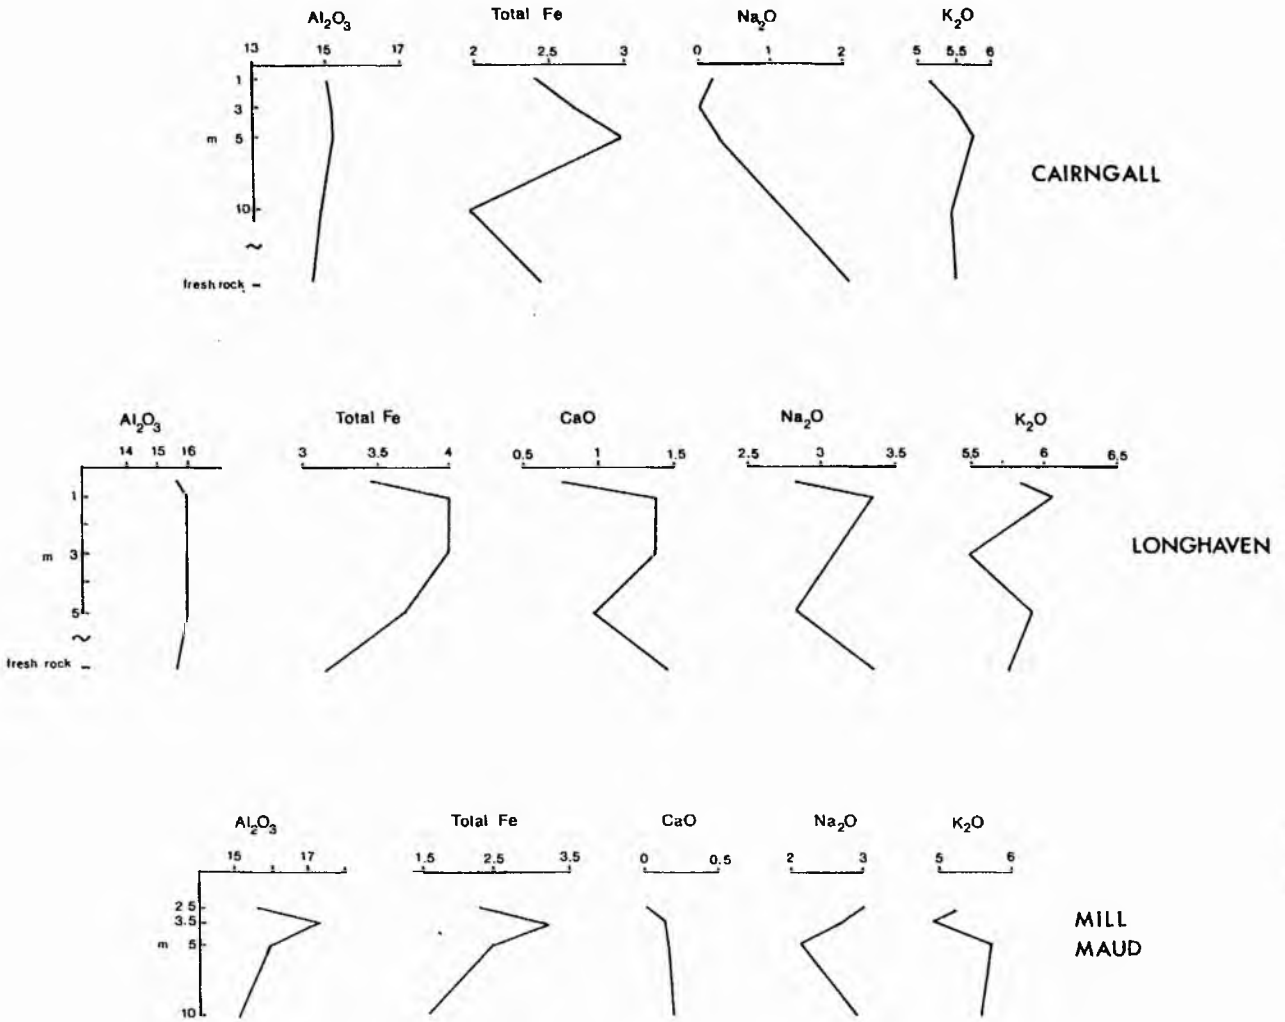 Al2O3 Total Fe Na2O K2O
13 15 17 2 2.5 3 0 1 2 5 5.5 6
1
3
m 5
CAIRNGALL
10
~
fresh rock
Al2O3 Total Fe CaO Na2O K2O
14 15 16 3 3.5 4 0.5 1 1.5 2.5 3 3.5 5.5 6 6.5
1
LONGHAVEN
m 3
5
~
fresh rock
Al2O3 Total Fe CaO Na2O K2O
15 17 1.5 2.5 3.5 0 0.5 2 3 5 6
2 5
3.5
MILL
m 5
MAUD
10